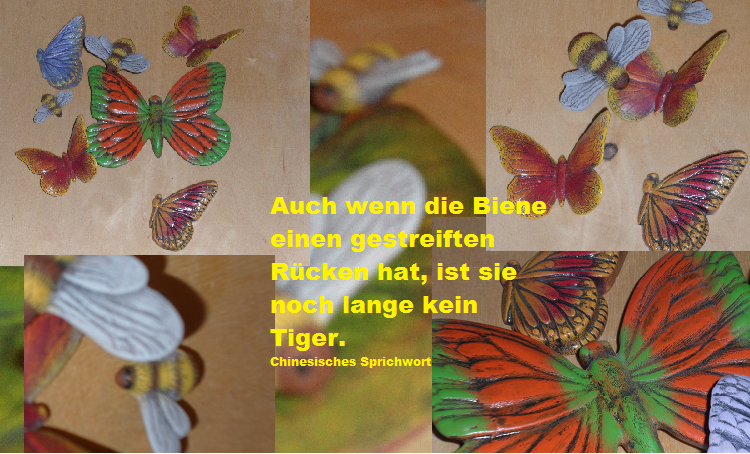 Auch wenn die Biene
einen gestreiften
Rücken hat, ist sie
noch lange kein
Tiger.
Chinesisches Sprichwort